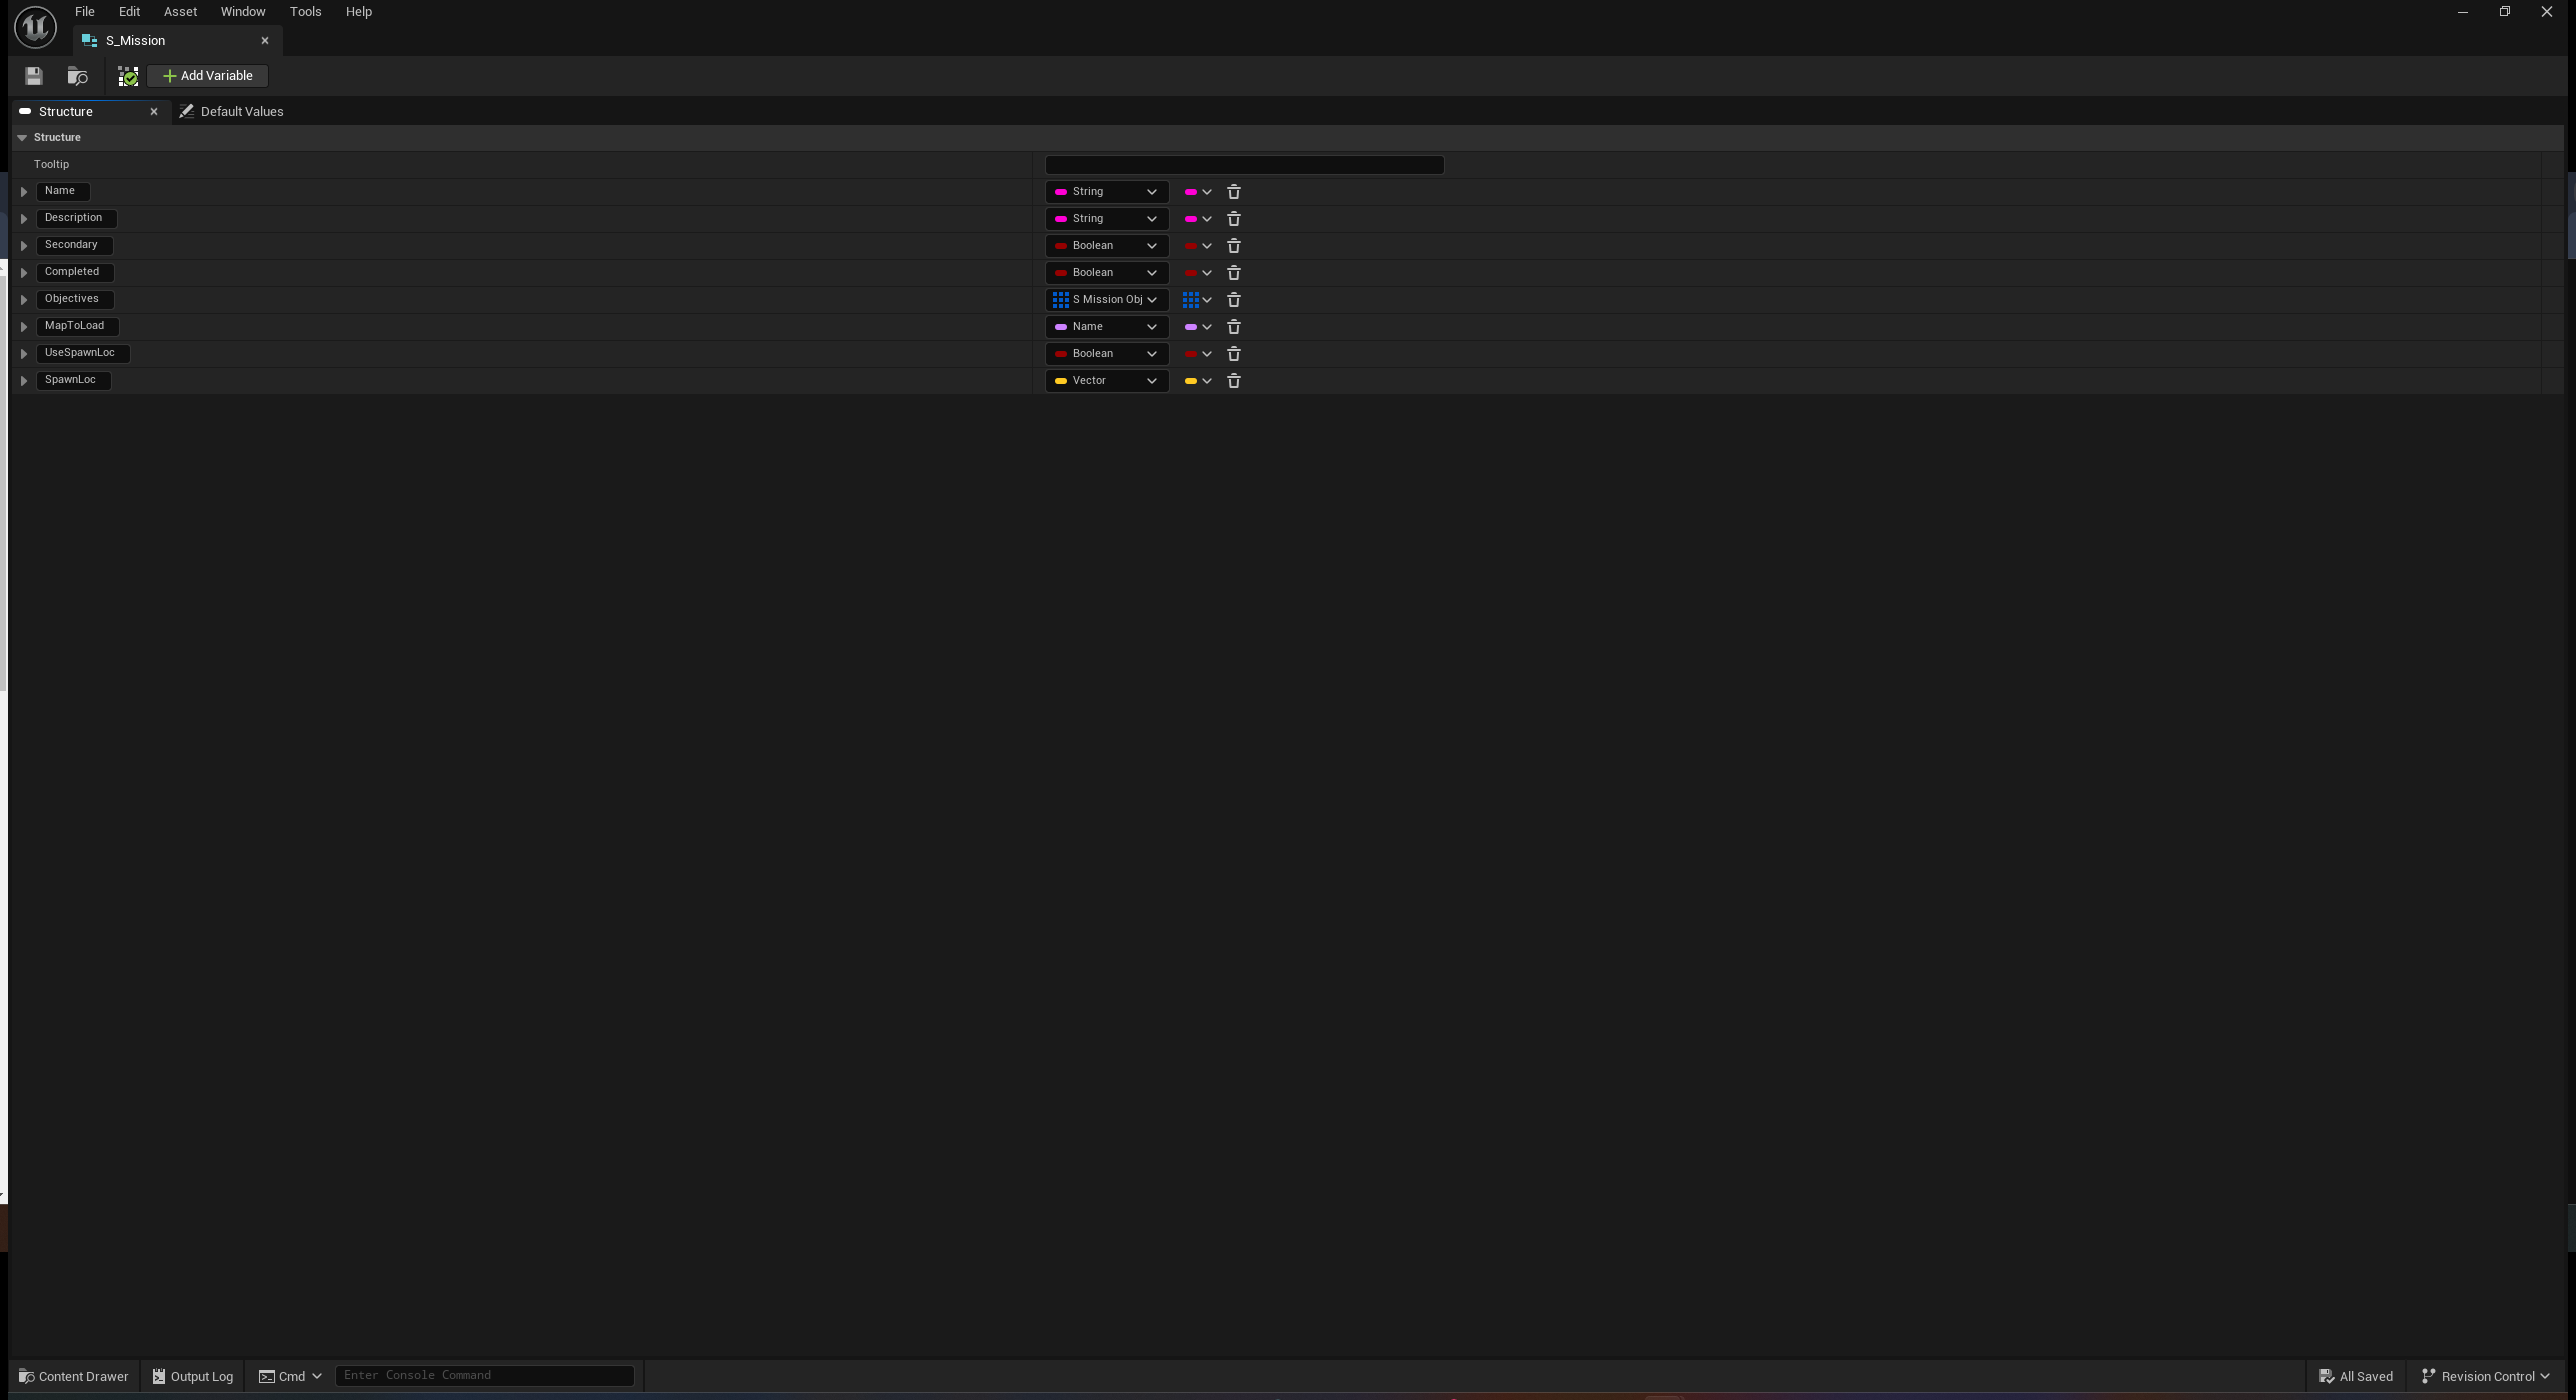 File Edit Asset Window Tools Help
S_Mission
Add Variable
Structure Default Values
Structure
Tooltip
Name String
Description String
Secondary Boolean
Completed Boolean
Objectives S Mission Obj
MapToLoad Name
UseSpawnLoc Boolean
SpawnLoc Vector
Content Drawer Output Log Cmd Enter Console Command All Saved Revision Control